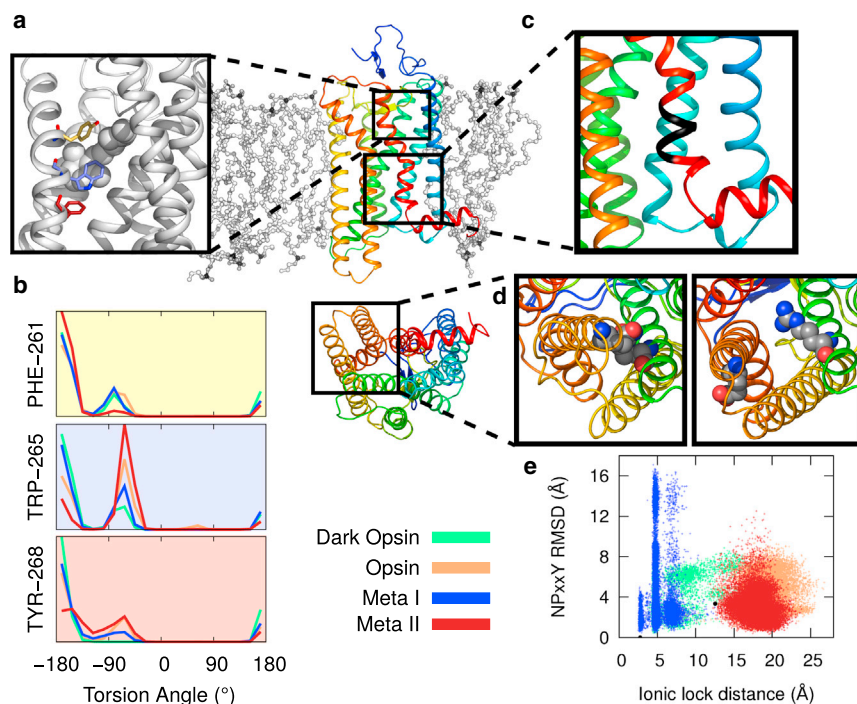 a
c
b
PHE-261
TRP-265
TYR-268
−180 −90 0 90 180
Torsion Angle (°)
Dark Opsin
Opsin
Meta I
Meta II
d
e
NPxxY RMSD (Å)
16
12
8
4
0
0 5 10 15 20 25
Ionic lock distance (Å)